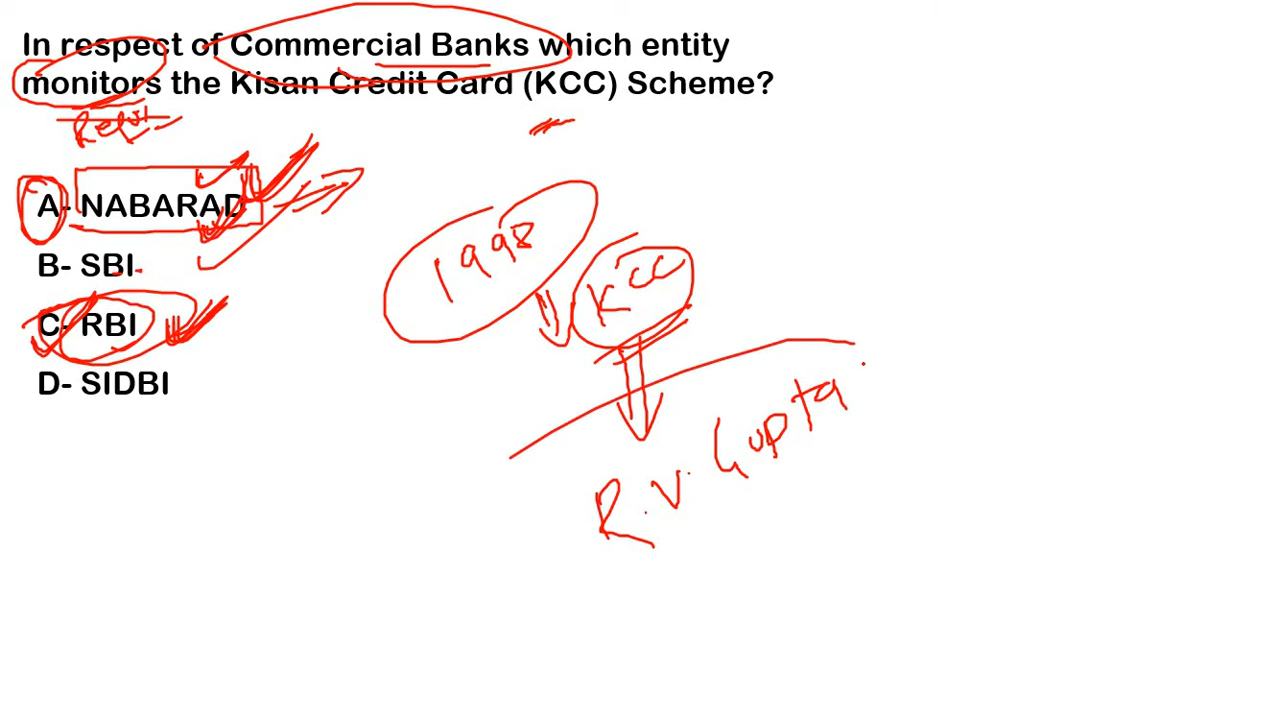 In respect of Commercial Banks which entity
monitors the Kisan Credit Card (KCC) Scheme?
A- NABARAD
B- SBI
C- RBI
D- SIDBI
1998
KCC
R.V. Gupta